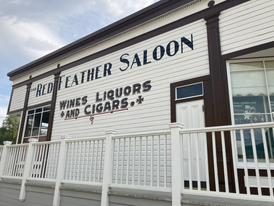 RED FEATHER SALOON
WINES, LIQUORS
AND CIGARS.